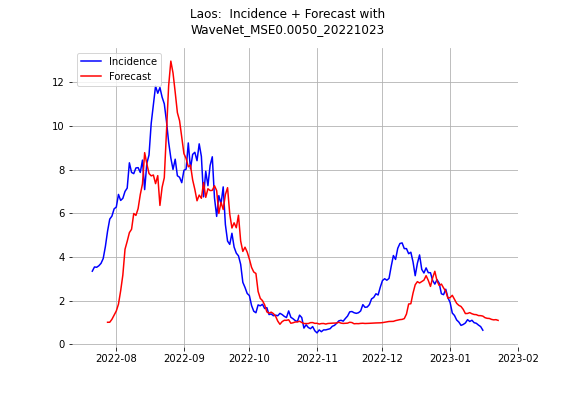 Laos:  Incidence + Forecast with
WaveNet_MSE0.0050_20221023
Incidence
Forecast
12
10
8
6
4
2
0
2022-08 2022-09 2022-10 2022-11 2022-12 2023-01 2023-02